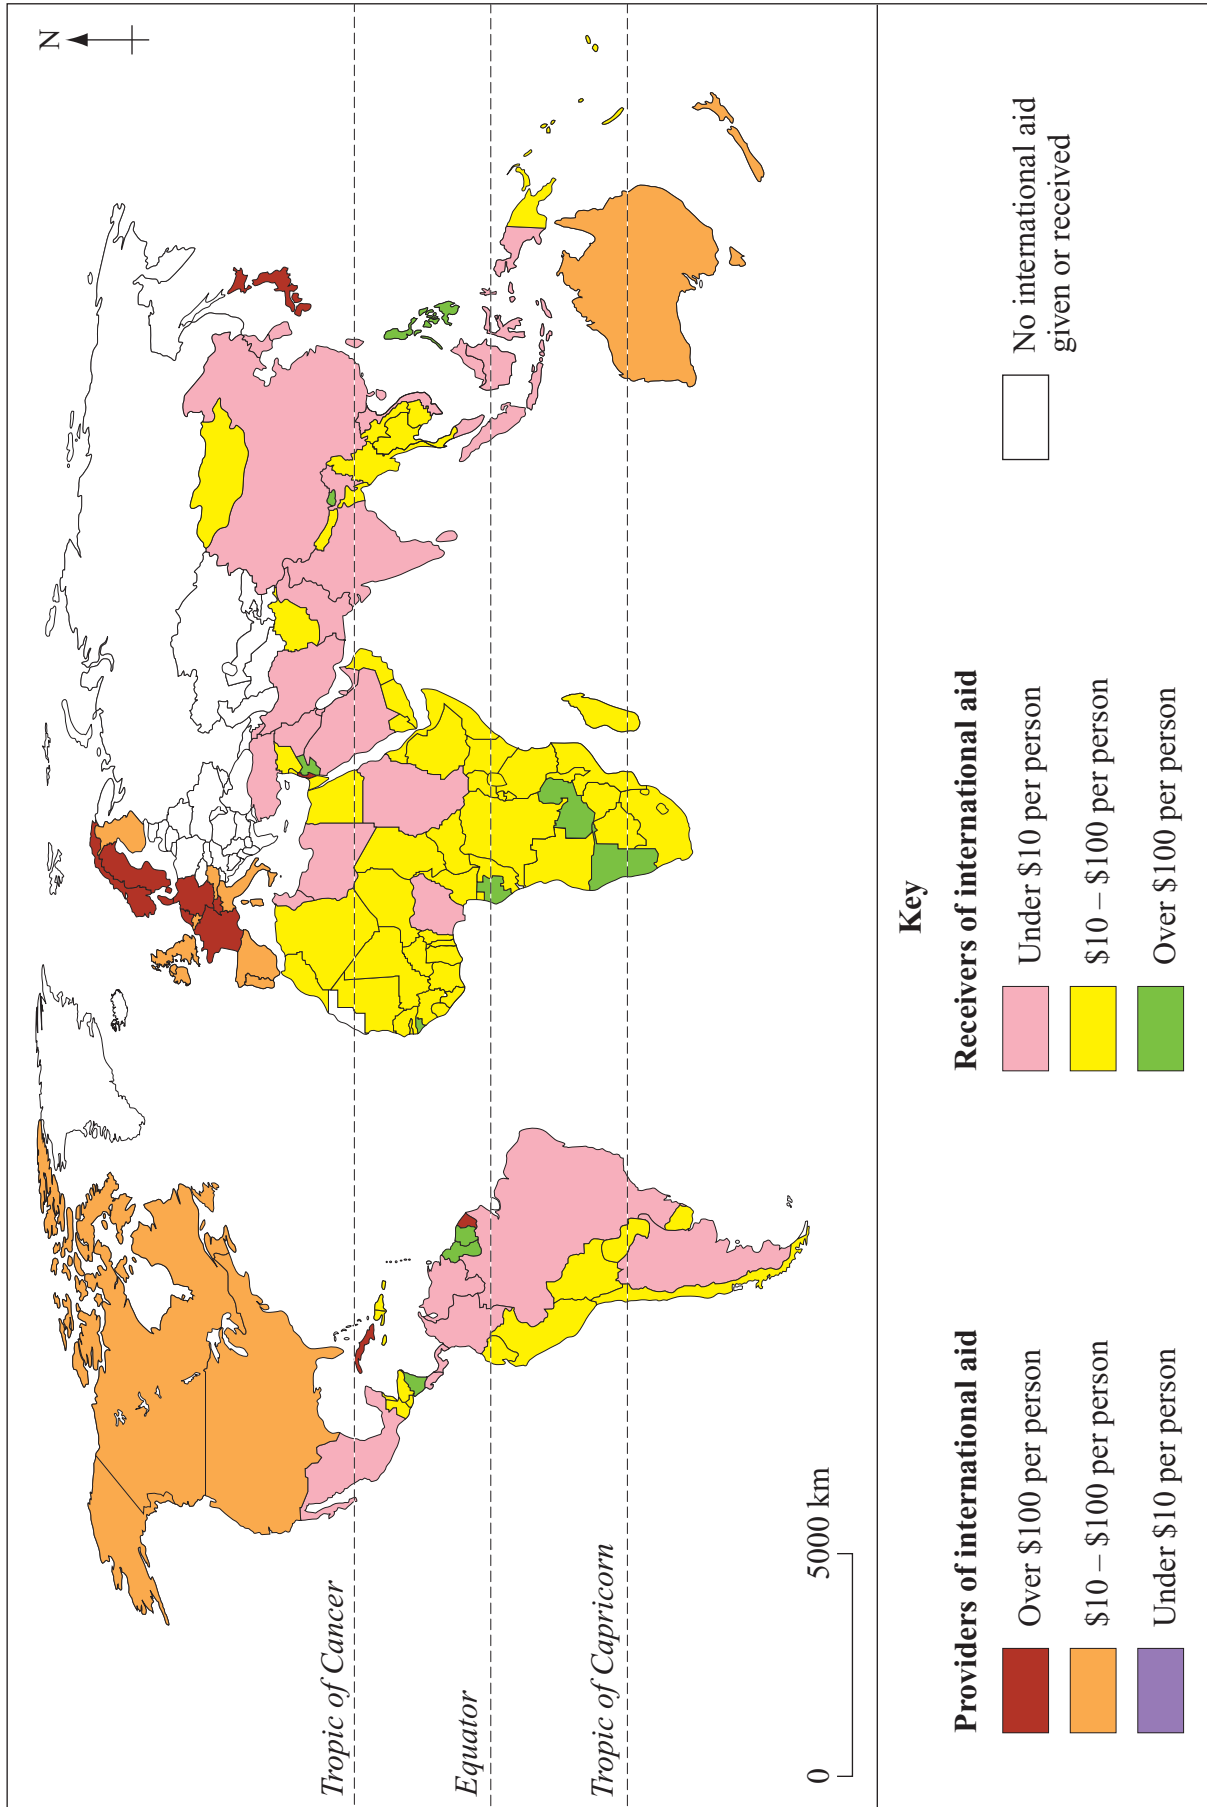 N
Tropic of Cancer
Equator
Tropic of Capricorn
0 5000 km
Key
Providers of international aid
Over $100 per person
$10 – $100 per person
Under $10 per person
Receivers of international aid
Under $10 per person
$10 – $100 per person
Over $100 per person
No international aid
given or received